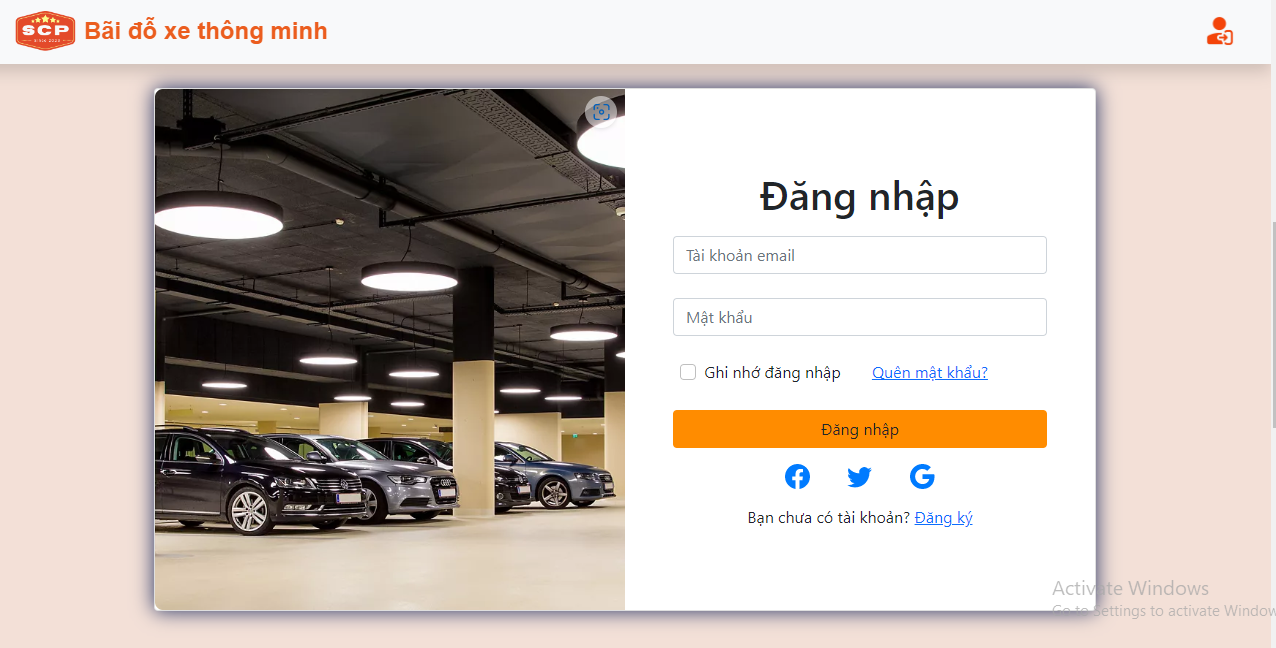 SCP
Bãi đỗ xe thông minh
Đăng nhập
Tài khoản email
Mật khẩu
Ghi nhớ đăng nhập Quên mật khẩu?
Đăng nhập
Bạn chưa có tài khoản? Đăng ký
Activate Windows
Go to Settings to activate Window